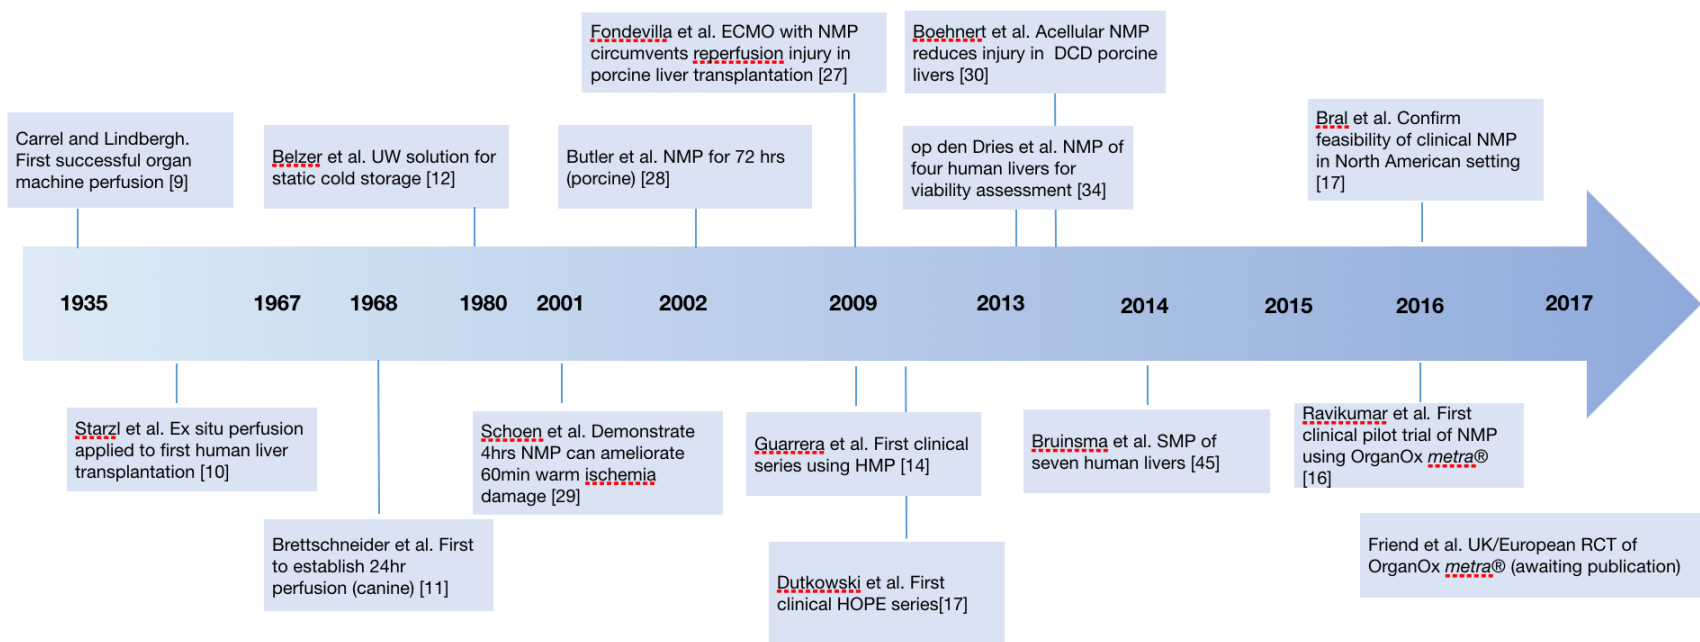 Fondevilla et al. ECMO with NMP
circumvents reperfusion injury in
porcine liver transplantation [27]
Boehnert et al. Acellular NMP
reduces injury in DCD porcine
livers [30]
Carrel and Lindbergh.
First successful organ
machine perfusion [9]
Belzer et al. UW solution for
static cold storage [12]
Butler et al. NMP for 72 hrs
(porcine) [28]
op den Dries et al. NMP of
four human livers for
viability assessment [34]
Bral et al. Confirm
feasibility of clinical NMP
in North American setting
[17]
1935 1967 1968 1980 2001 2002 2009 2013 2014 2015 2016 2017
Starzl et al. Ex situ perfusion
applied to first human liver
transplantation [10]
Schoen et al. Demonstrate
4hrs NMP can ameliorate
60min warm ischemia
damage [29]
Guarrera et al. First clinical
series using HMP [14]
Bruinsma et al. SMP of
seven human livers [45]
Ravikumar et al. First
clinical pilot trial of NMP
using OrganOx metra®
[16]
Brettschneider et al. First
to establish 24hr
perfusion (canine) [11]
Dutkowski et al. First
clinical HOPE series[17]
Friend et al. UK/European RCT of
OrganOx metra® (awaiting publication)